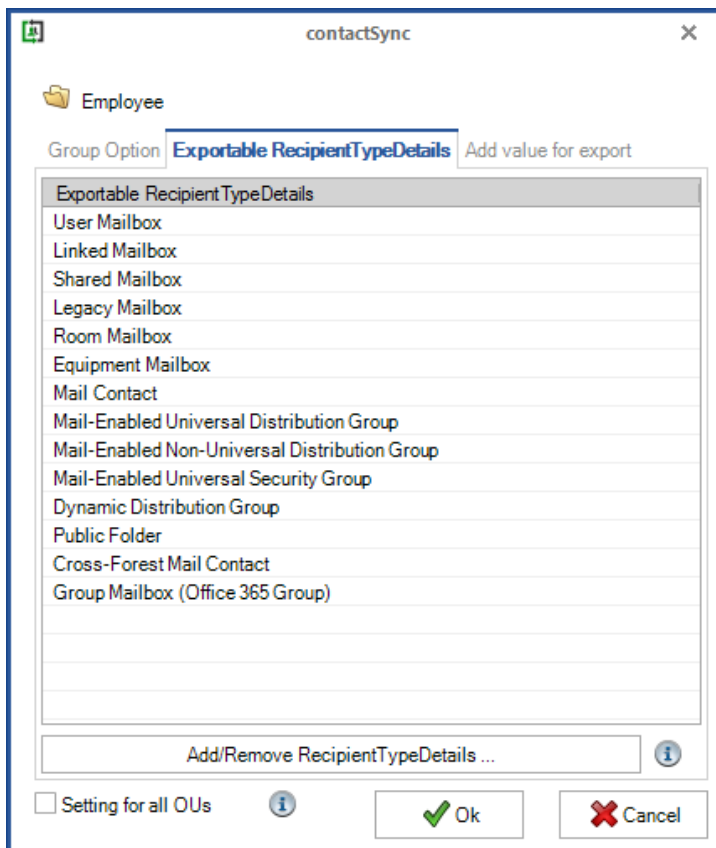 contactSync
Employee
Group Option Exportable RecipientTypeDetails Add value for export
Exportable RecipientTypeDetails
User Mailbox
Linked Mailbox
Shared Mailbox
Legacy Mailbox
Room Mailbox
Equipment Mailbox
Mail Contact
Mail-Enabled Universal Distribution Group
Mail-Enabled Non-Universal Distribution Group
Mail-Enabled Universal Security Group
Dynamic Distribution Group
Public Folder
Cross-Forest Mail Contact
Group Mailbox (Office 365 Group)
Add/Remove RecipientTypeDetails ...
Setting for all OUs Ok Cancel